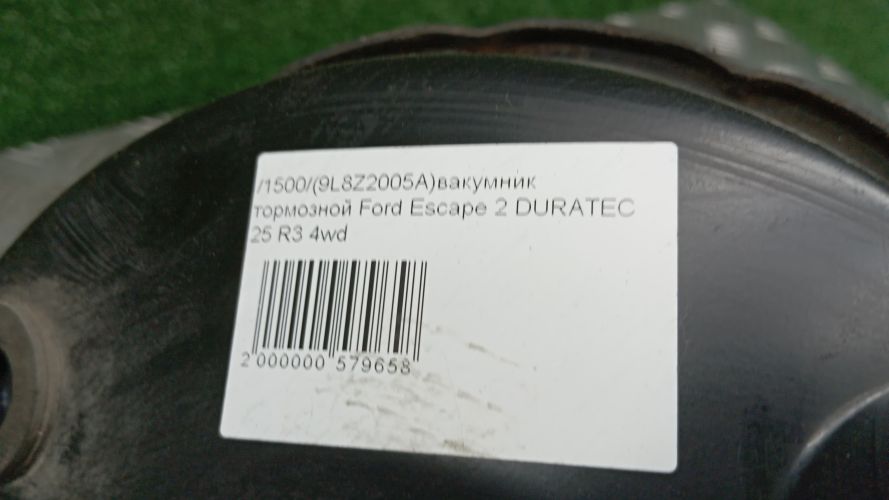 /1500/(9L8Z2005A)вакумник
тормозной Ford Escape 2 DURATEC
25 R3 4wd
2 000000 579658